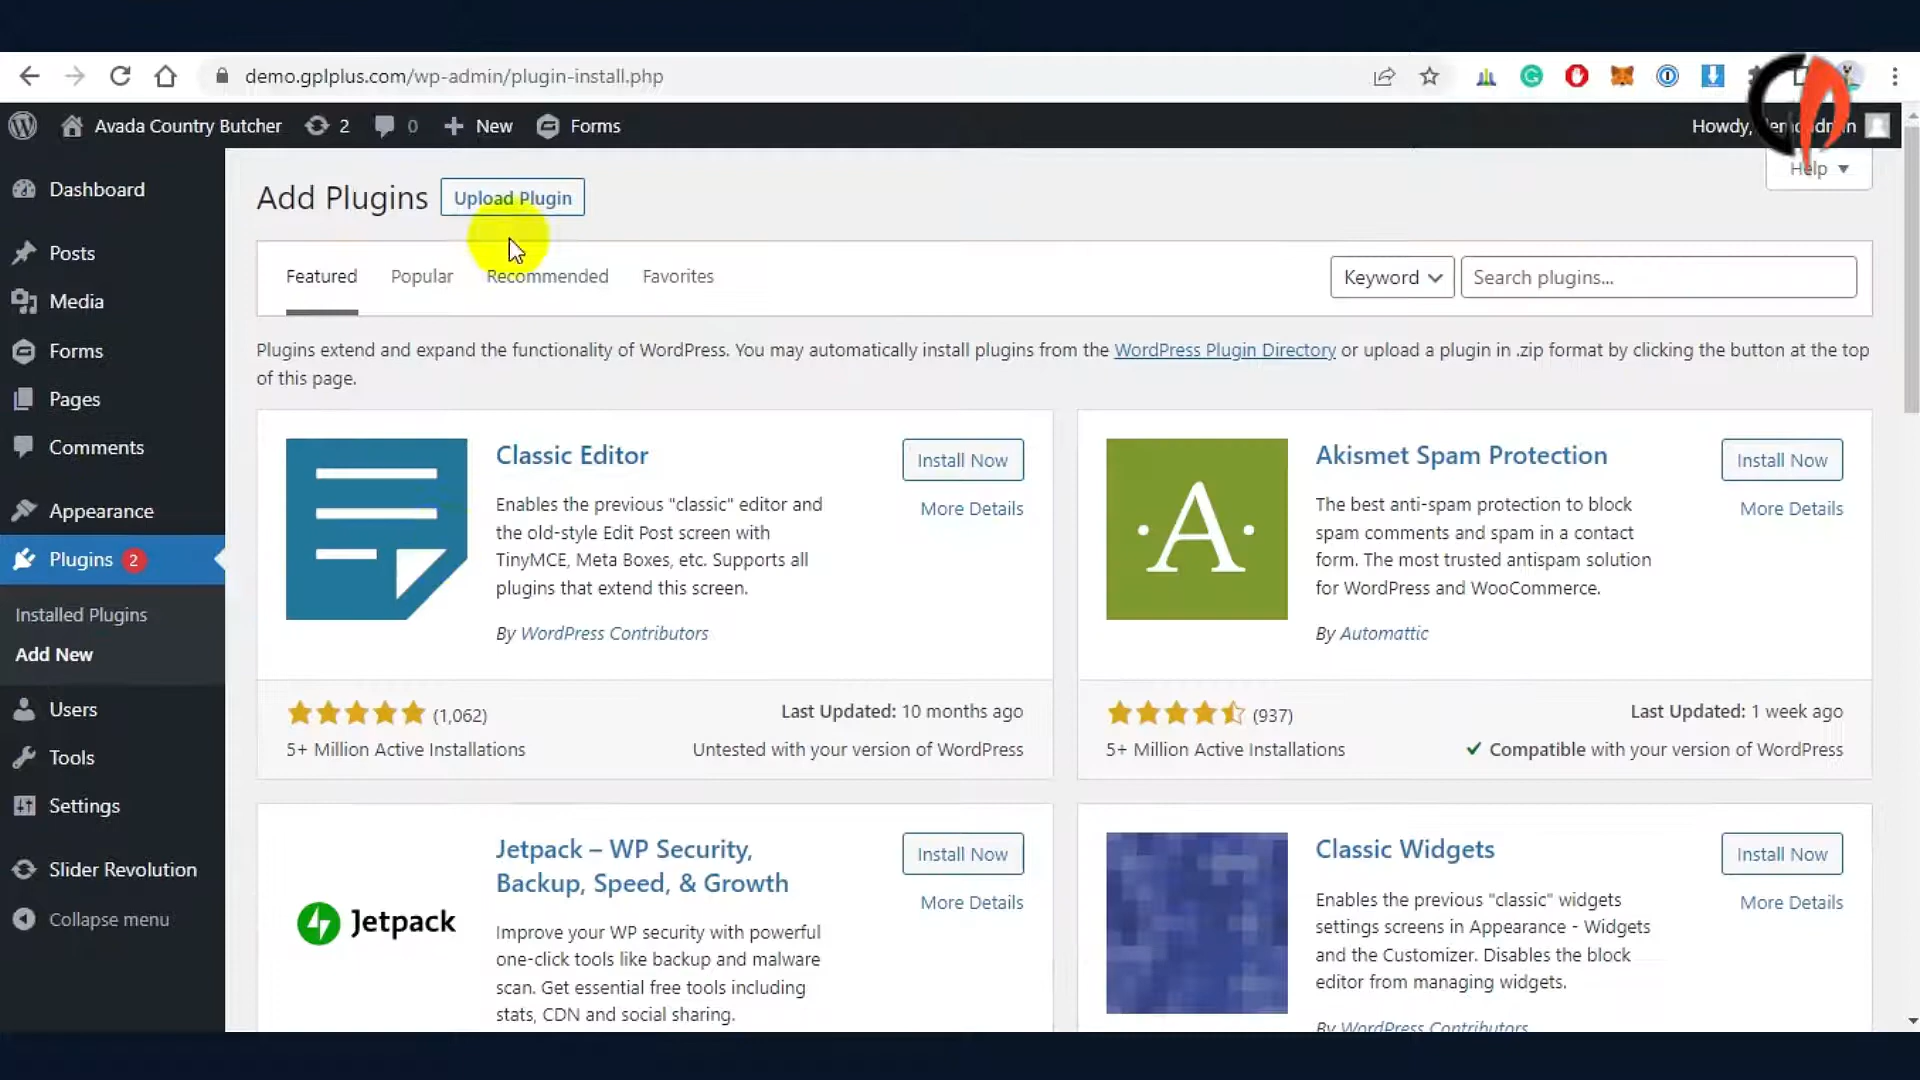 demo.gplplus.com/wp-admin/plugin-install.php
Avada Country Butcher 2 0 New Forms
Howdy,
Help
Dashboard
Posts
Media
Forms
Pages
Comments
Appearance
Plugins 2
Installed Plugins
Add New
Users
Tools
Settings
Slider Revolution
Collapse menu
Add Plugins Upload Plugin
Featured Popular Recommended Favorites Keyword Search plugins...
Plugins extend and expand the functionality of WordPress. You may automatically install plugins from the WordPress Plugin Directory or upload a plugin in .zip format by clicking the button at the top
of this page.
Classic Editor
Install Now
More Details
Enables the previous "classic" editor and
the old-style Edit Post screen with
TinyMCE, Meta Boxes, etc. Supports all
plugins that extend this screen.
By WordPress Contributors
(1,062)
Last Updated: 10 months ago
5+ Million Active Installations
Untested with your version of WordPress
·A·
Akismet Spam Protection
Install Now
More Details
The best anti-spam protection to block
spam comments and spam in a contact
form. The most trusted antispam solution
for WordPress and WooCommerce.
By Automattic
(937)
Last Updated: 1 week ago
5+ Million Active Installations
✔ Compatible with your version of WordPress
Jetpack
Jetpack – WP Security,
Backup, Speed, & Growth
Install Now
More Details
Improve your WP security with powerful
one-click tools like backup and malware
scan. Get essential free tools including
stats, CDN and social sharing.
Classic Widgets
Install Now
More Details
Enables the previous "classic" widgets
settings screens in Appearance - Widgets
and the Customizer. Disables the block
editor from managing widgets.
By WordPress Contributors